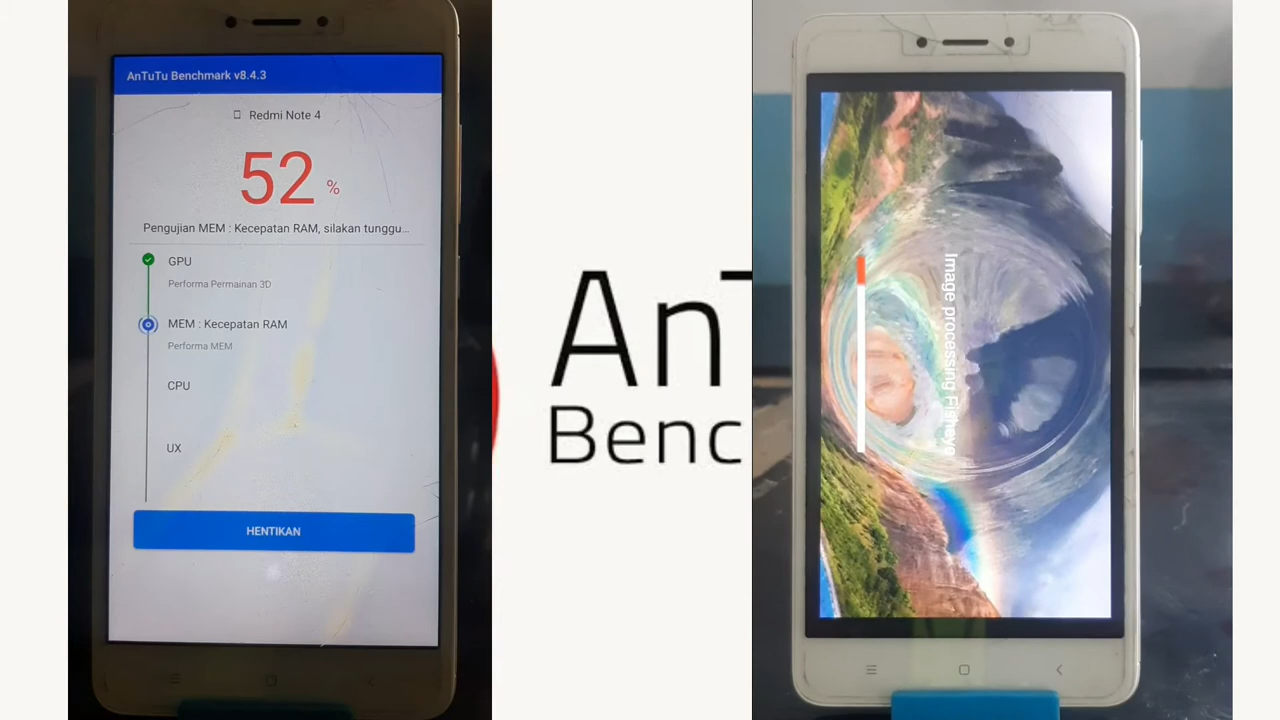 AnTuTu Benchmark v8.4.3
Redmi Note 4
52 %
Pengujian MEM : Kecepatan RAM, silakan tunggu...
GPU
Performa Permainan 3D
MEM : Kecepatan RAM
Performa MEM
CPU
UX
HENTIKAN
AnT
Benc
Image processing Fisheye